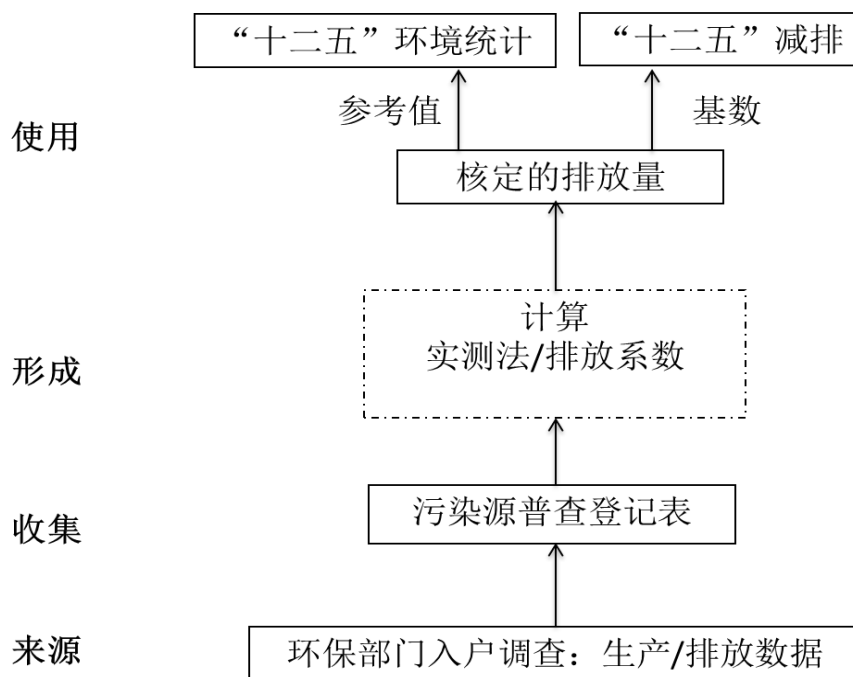 “十二五”环境统计
“十二五”减排
参考值
基数
使用
核定的排放量
计算
实测法/排放系数
形成
污染源普查登记表
收集
来源
环保部门入户调查：生产/排放数据